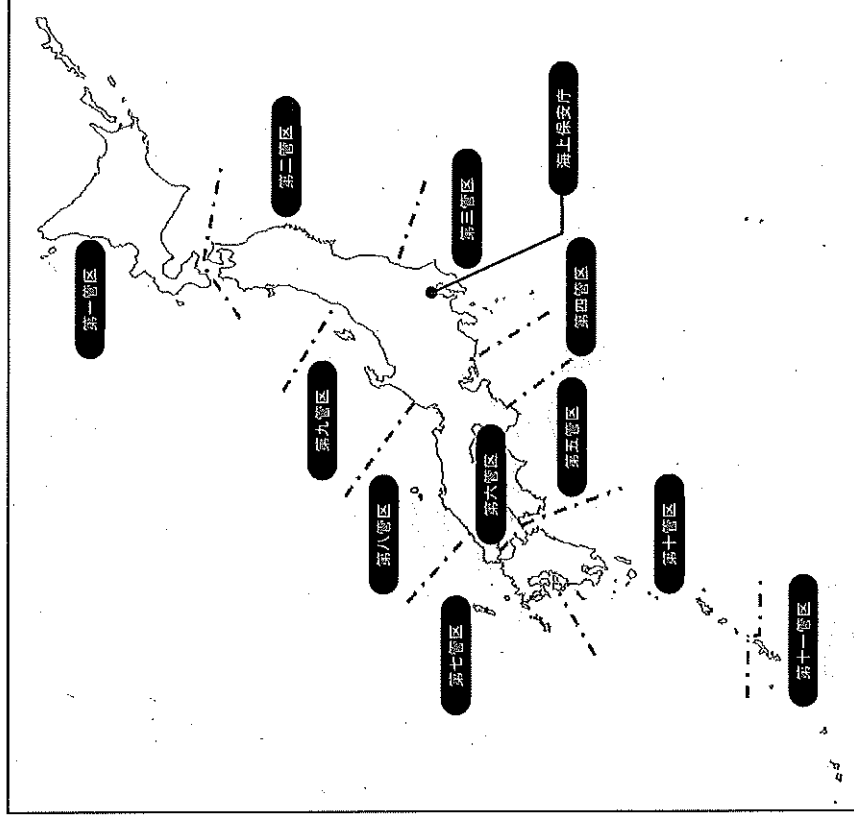 第一管区
第二管区
第三管区
海上保安庁
第四管区
第五管区
第六管区
第七管区
第八管区
第九管区
第十管区
第十一管区